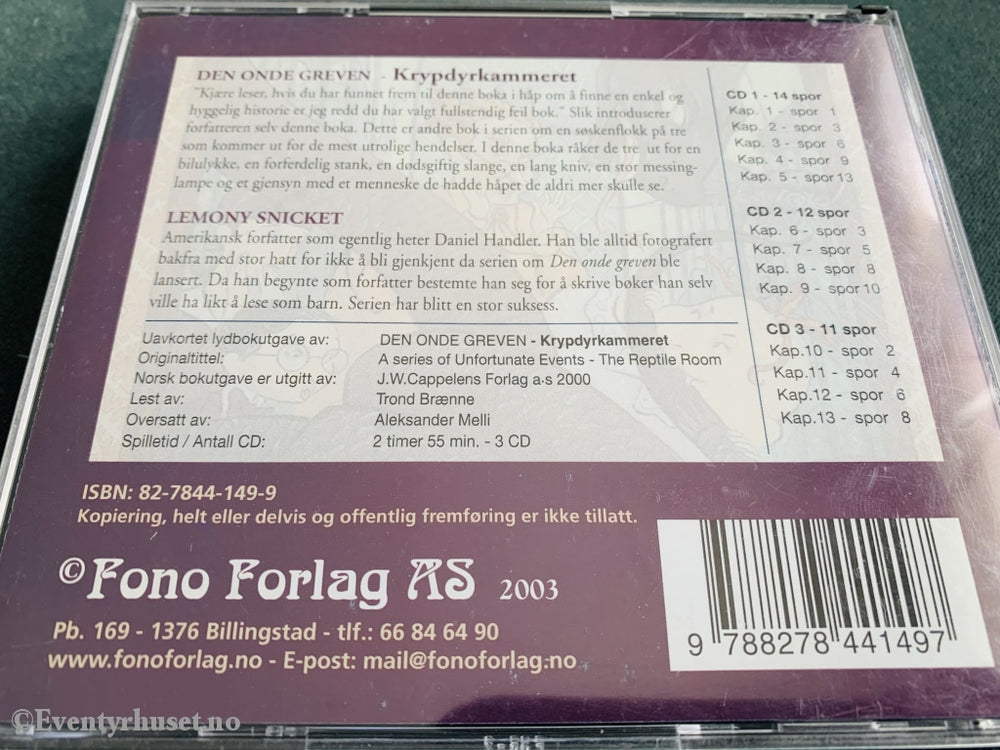 DEN ONDE GREVEN - Krypdyrkammeret
"Kjære leser, hvis du har funnet frem til denne boka i håp om å finne en enkel og
hyggelig historie er jeg redd du har valgt fullstendig feil bok." Slik introduserer
forfatteren selv denne boka. Dette er andre bok i serien om en søskenflokk på tre
som kommer ut for de mest utrolige hendelser. I denne boka råker de tre ut for en
bilulykke, en forferdelig stank, en dødsgiftig slange, en lang kniv, en stor messing-
lampe og et gjensyn med et menneske de hadde håpet de aldri mer skulle se.
LEMONY SNICKET
Amerikansk forfatter som egentlig heter Daniel Handler. Han ble alltid fotografert
bakfra med stor hatt for ikke å bli gjenkjent da serien om Den onde greven ble
lansert. Da han begynte som forfatter bestemte han seg for å skrive bøker han selv
ville ha likt å lese som barn. Serien har blitt en stor suksess.
Uavkortet lydbokutgave av: DEN ONDE GREVEN - Krypdyrkammeret
Originaltittel: A series of Unfortunate Events - The Reptile Room
Norsk bokutgave er utgitt av: J.W.Cappelens Forlag a·s 2000
Lest av: Trond Brænne
Oversatt av: Aleksander Melli
Spilletid / Antall CD: 2 timer 55 min. - 3 CD
CD 1 - 14 spor
Kap. 1 - spor 1
Kap. 2 - spor 3
Kap. 3 - spor 6
Kap. 4 - spor 9
Kap. 5 - spor 13
CD 2 - 12 spor
Kap. 6 - spor 3
Kap. 7 - spor 5
Kap. 8 - spor 8
Kap. 9 - spor 10
CD 3 - 11 spor
Kap.10 - spor 2
Kap.11 - spor 4
Kap.12 - spor 6
Kap.13 - spor 8
ISBN: 82-7844-149-9
Kopiering, helt eller delvis og offentlig fremføring er ikke tillatt.
©Fono Forlag AS 2003
Pb. 169 - 1376 Billingstad - tlf.: 66 84 64 90
www.fonoforlag.no - E-post: mail@fonoforlag.no
9 788278 441497
©Eventyrhuset.no